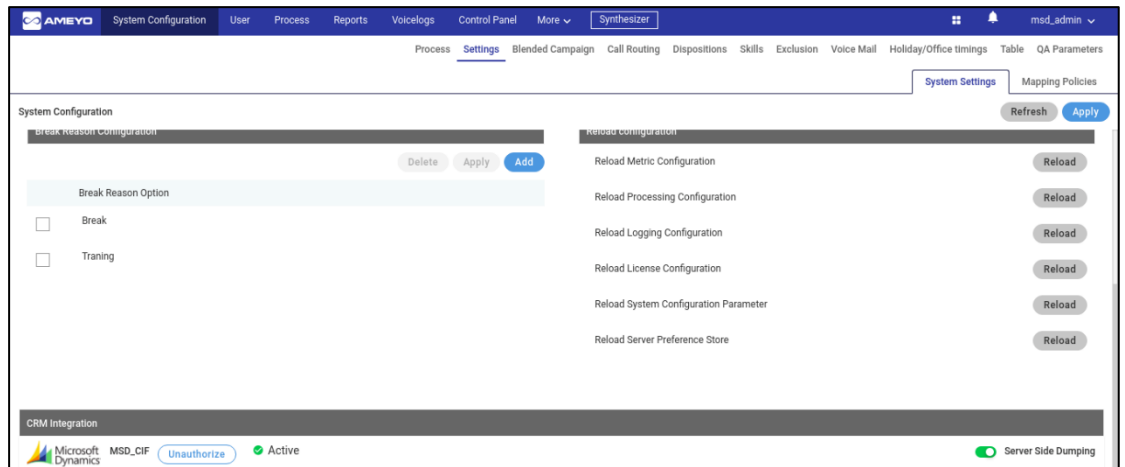 AMEYO System Configuration User Process Reports Voicelogs Control Panel More Synthesizer msd_admin
Process Settings Blended Campaign Call Routing Dispositions Skills Exclusion Voice Mail Holiday/Office timings Table QA Parameters
System Settings Mapping Policies
System Configuration Refresh Apply
Break Reason Configuration Reload configuration
Delete Apply Add Reload Metric Configuration Reload
Break Reason Option Reload Processing Configuration Reload
Break Reload Logging Configuration Reload
Traning Reload License Configuration Reload
Reload System Configuration Parameter Reload
Reload Server Preference Store Reload
CRM Integration
Microsoft Dynamics MSD_CIF Unauthorize Active Server Side Dumping